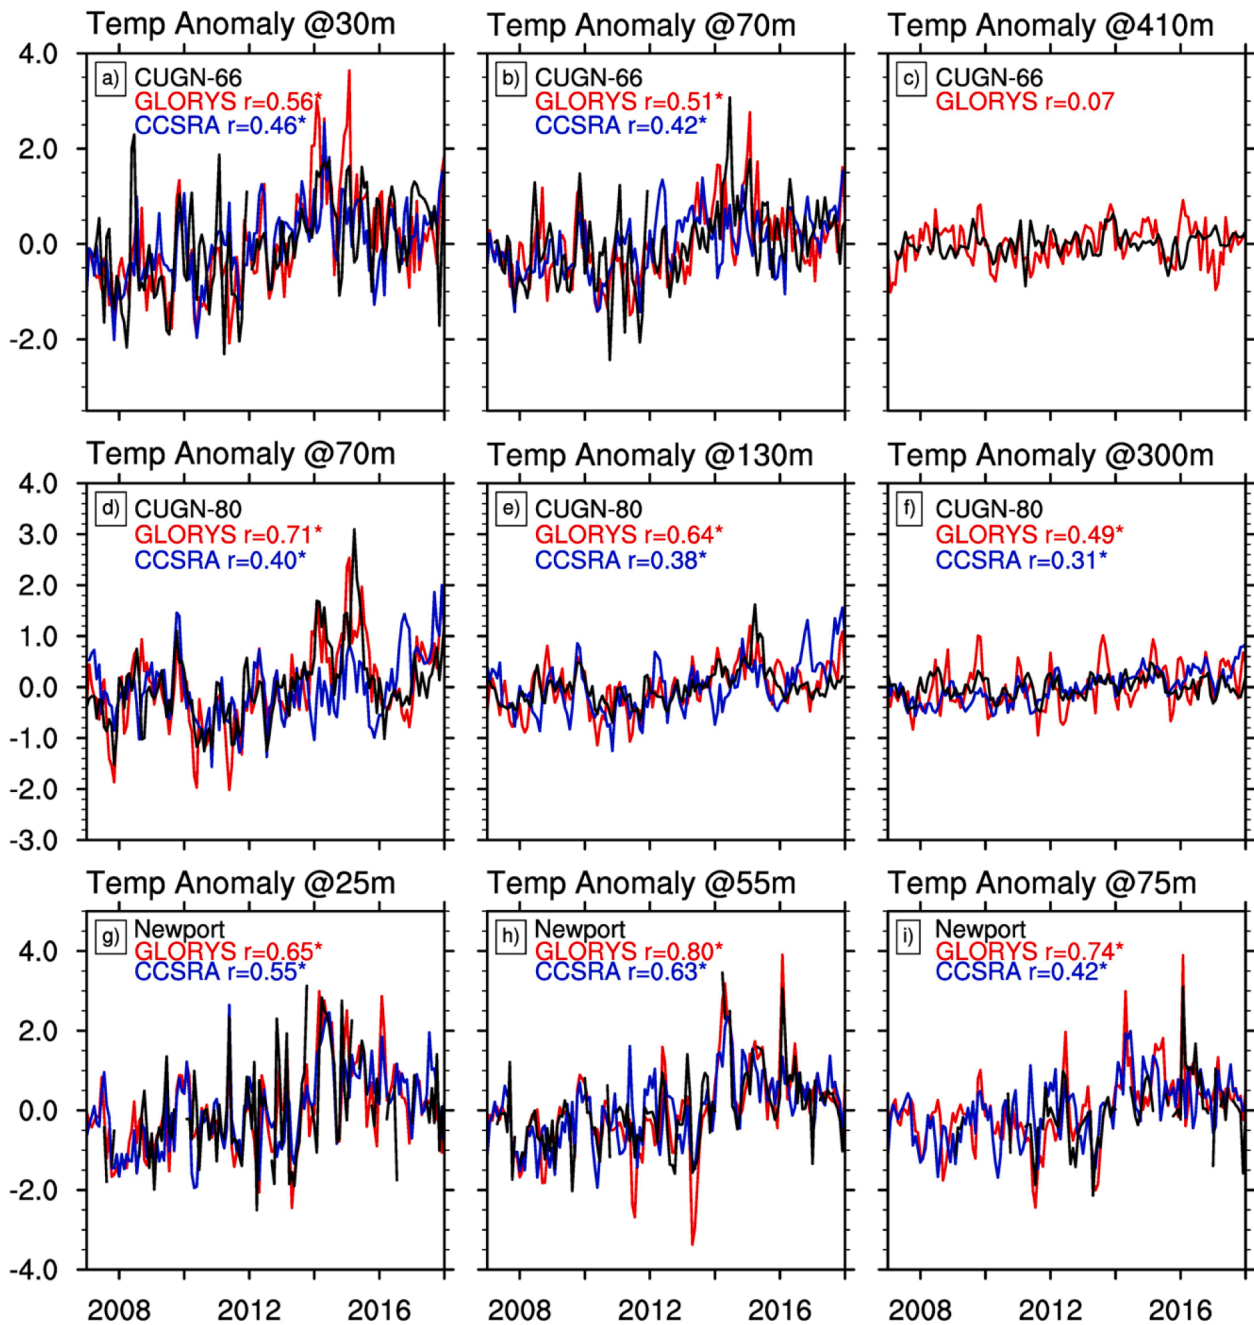 Temp Anomaly @30m
4.0
2.0
0.0
-2.0
a)
CUGN-66
GLORYS r=0.56*
CCSRA r=0.46*
Temp Anomaly @70m
b)
CUGN-66
GLORYS r=0.51*
CCSRA r=0.42*
Temp Anomaly @410m
c)
CUGN-66
GLORYS r=0.07
Temp Anomaly @70m
4.0
3.0
2.0
1.0
0.0
-1.0
-2.0
-3.0
d)
CUGN-80
GLORYS r=0.71*
CCSRA r=0.40*
Temp Anomaly @130m
e)
CUGN-80
GLORYS r=0.64*
CCSRA r=0.38*
Temp Anomaly @300m
f)
CUGN-80
GLORYS r=0.49*
CCSRA r=0.31*
Temp Anomaly @25m
4.0
2.0
0.0
-2.0
-4.0
g)
Newport
GLORYS r=0.65*
CCSRA r=0.55*
2008 2012 2016
Temp Anomaly @55m
h)
Newport
GLORYS r=0.80*
CCSRA r=0.63*
2008 2012 2016
Temp Anomaly @75m
i)
Newport
GLORYS r=0.74*
CCSRA r=0.42*
2008 2012 2016